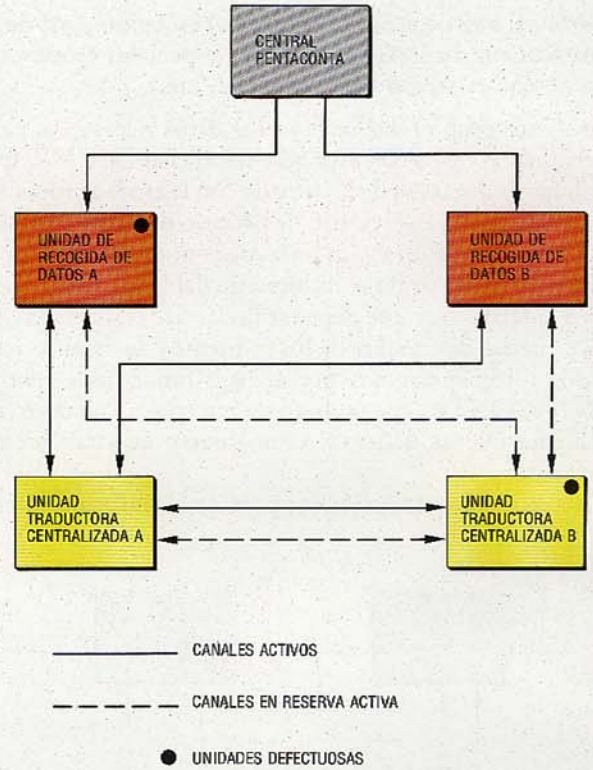 CENTRAL
PENTACONTA
UNIDAD DE
RECOGIDA DE
DATOS A
UNIDAD DE
RECOGIDA DE
DATOS B
UNIDAD
TRADUCTORA
CENTRALIZADA A
UNIDAD
TRADUCTORA
CENTRALIZADA B
CANALES ACTIVOS
CANALES EN RESERVA ACTIVA
UNIDADES DEFECTUOSAS